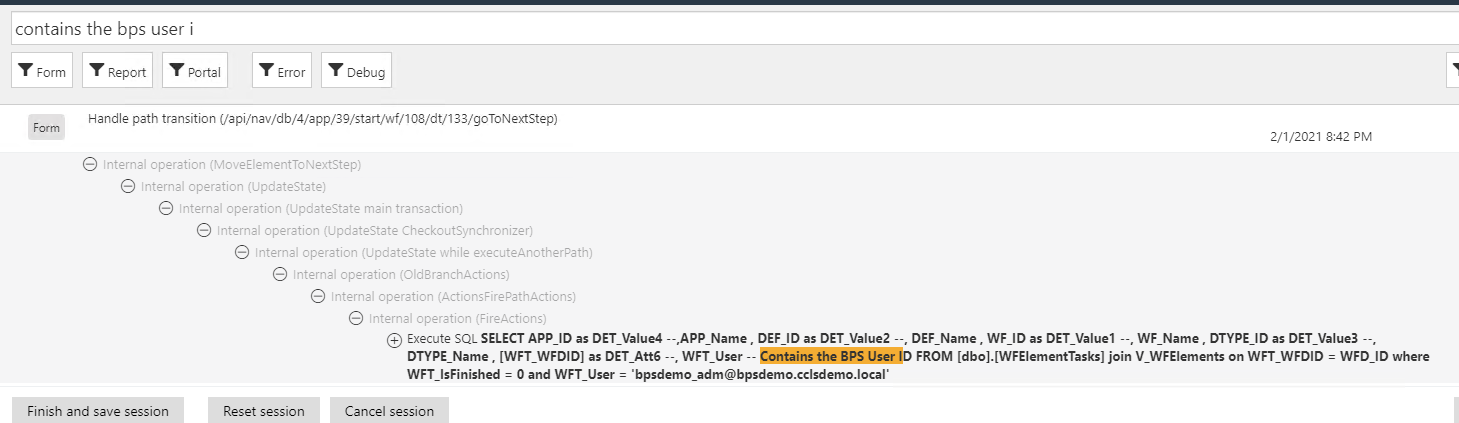 contains the bps user i
Form Report Portal Error Debug
Form Handle path transition (/api/nav/db/4/app/39/start/wf/108/dt/133/goToNextStep)
2/1/2021 8:42 PM
Internal operation (MoveElementToNextStep)
Internal operation (UpdateState)
Internal operation (UpdateState main transaction)
Internal operation (UpdateState CheckoutSynchronizer)
Internal operation (UpdateState while executeAnotherPath)
Internal operation (OldBranchActions)
Internal operation (ActionsFirePathActions)
Internal operation (FireActions)
Execute SQL SELECT APP_ID as DET_Value4 --,APP_Name , DEF_ID as DET_Value2 --, DEF_Name , WF_ID as DET_Value1 --, WF_Name , DTYPE_ID as DET_Value3 --,
DTYPE_Name , [WFT_WFDID] as DET_Att6 --, WFT_User -- Contains the BPS User ID FROM [dbo].[WFElementTasks] join V_WFElements on WFT_WFDID = WFD_ID where
WFT_IsFinished = 0 and WFT_User = 'bpsdemo_adm@bpsdemo.cclsdemo.local'
Finish and save session Reset session Cancel session